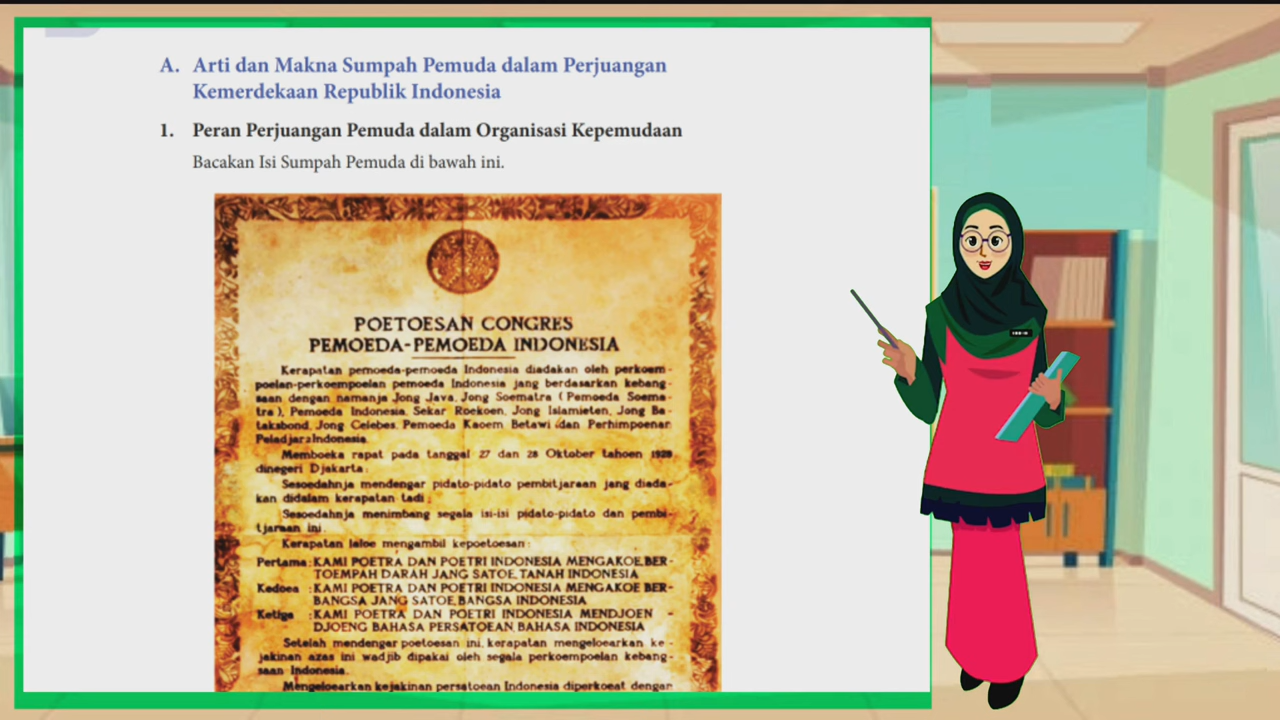 A. Arti dan Makna Sumpah Pemuda dalam Perjuangan
Kemerdekaan Republik Indonesia
1. Peran Perjuangan Pemuda dalam Organisasi Kepemudaan
Bacakan Isi Sumpah Pemuda di bawah ini.
POETOESAN CONGRES
PEMOEDA-PEMOEDA INDONESIA
Kerapatan pemoeda-pemoeda Indonesia diadakan oleh perkoem-
poelan-perkoempoelan pemoeda Indonesia jang berdasarkan kebang-
saan dengan namanja Jong Java, Jong Soematra (Pemoeda Soema-
tra), Pemoeda Indonesia, Sekar Roekoen, Jong Islamieten, Jong Ba-
taksbond, Jong Celebes, Pemoeda Kaoem Betawi dan Perhimpoenan
Peladjar2 Indonesia.
Memboeka rapat pada tanggal 27 dan 28 Oktober tahoen 1928
dinegeri Djakarta.
Sesoedahnja mendengar pidato-pidato pembitjaraan jang diada-
kan didalam kerapatan tadi;
Sesoedahnja menimbang segala isi-isi pidato-pidato dan pembi-
tjaraan ini.
Kerapatan laloe mengambil kepoetoesan:
Pertama: KAMI POETRA DAN POETRI INDONESIA MENGAKOE BER-
TOEMPAH DARAH JANG SATOE, TANAH INDONESIA
Kedoea : KAMI POETRA DAN POETRI INDONESIA MENGAKOE BER-
BANGSA JANG SATOE, BANGSA INDONESIA
Ketiga : KAMI POETRA DAN POETRI INDONESIA MENDJOEN-
DJOENG BAHASA PERSATOEAN, BAHASA INDONESIA
Setelah mendengar poetoesan ini, kerapatan mengeloearkan ke-
jakinan azas ini wadjib dipakai oleh segala perkoempoelan kebang-
saan Indonesia.
Mengeloearkan kejakinan persatoean Indonesia diperkoeat dengan